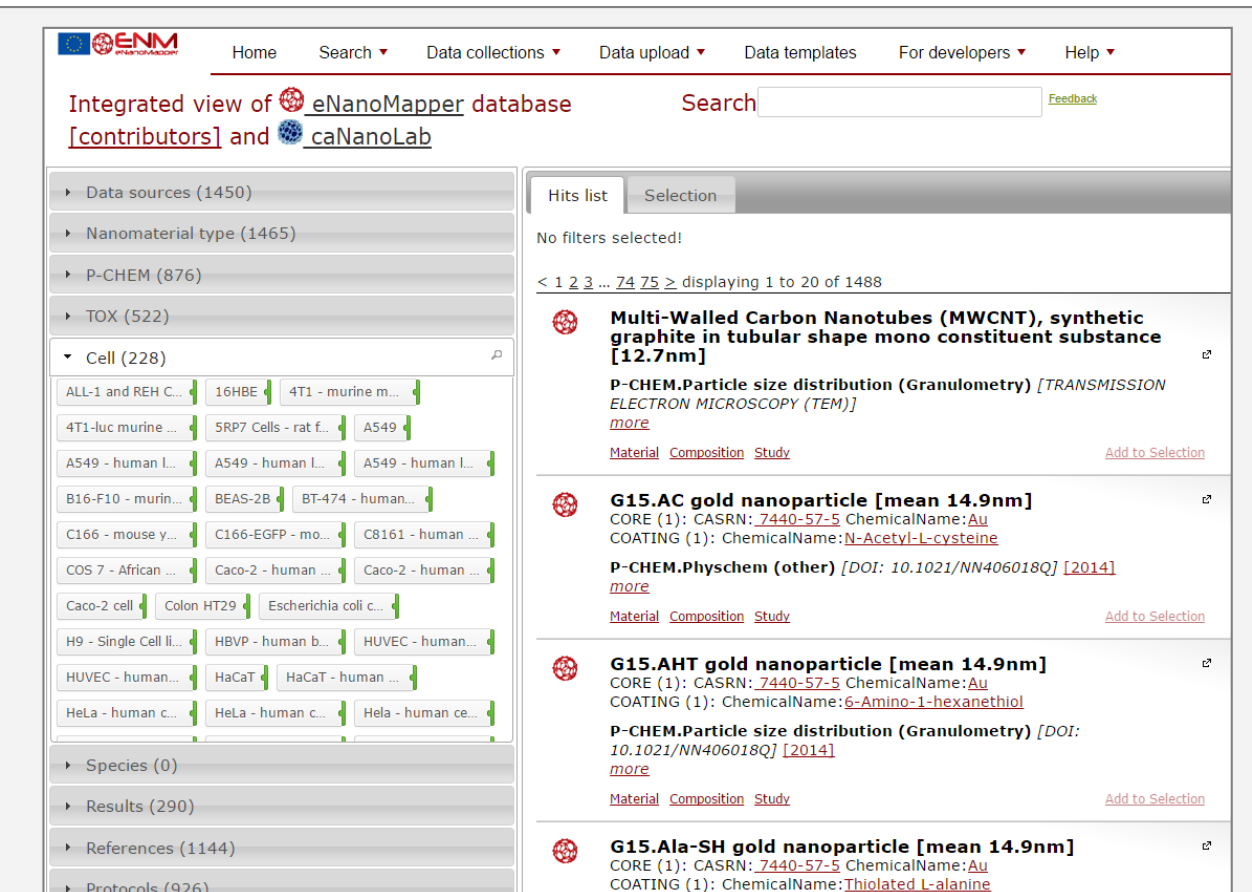 ENM
eNanoMapper
Home Search Data collections Data upload Data templates For developers Help
Integrated view of eNanoMapper database
[contributors] and caNanoLab
Search
Feedback
Data sources (1450)
Nanomaterial type (1465)
P-CHEM (876)
TOX (522)
Cell (228)
ALL-1 and REH C... 16HBE 4T1 - murine m...
4T1-luc murine ... 5RP7 Cells - rat f... A549
A549 - human l... A549 - human l... A549 - human l...
B16-F10 - murin... BEAS-2B BT-474 - human...
C166 - mouse y... C166-EGFP - mo... C8161 - human ...
COS 7 - African ... Caco-2 - human ... Caco-2 - human ...
Caco-2 cell Colon HT29 Escherichia coli c...
H9 - Single Cell li... HBVP - human b... HUVEC - human...
HUVEC - human... HaCaT HaCaT - human ...
HeLa - human c... HeLa - human c... Hela - human ce...
Species (0)
Results (290)
References (1144)
Protocols (926)
Hits list Selection
No filters selected!
< 1 2 3 ... 74 75 > displaying 1 to 20 of 1488
Multi-Walled Carbon Nanotubes (MWCNT), synthetic
graphite in tubular shape mono constituent substance
[12.7nm]
P-CHEM.Particle size distribution (Granulometry) [TRANSMISSION
ELECTRON MICROSCOPY (TEM)]
more
Material Composition Study Add to Selection
G15.AC gold nanoparticle [mean 14.9nm]
CORE (1): CASRN: 7440-57-5 ChemicalName:Au
COATING (1): ChemicalName:N-Acetyl-L-cysteine
P-CHEM.Physchem (other) [DOI: 10.1021/NN406018Q] [2014]
more
Material Composition Study Add to Selection
G15.AHT gold nanoparticle [mean 14.9nm]
CORE (1): CASRN: 7440-57-5 ChemicalName:Au
COATING (1): ChemicalName:6-Amino-1-hexanethiol
P-CHEM.Particle size distribution (Granulometry) [DOI:
10.1021/NN406018Q] [2014]
more
Material Composition Study Add to Selection
G15.Ala-SH gold nanoparticle [mean 14.9nm]
CORE (1): CASRN: 7440-57-5 ChemicalName:Au
COATING (1): ChemicalName:Thiolated L-alanine